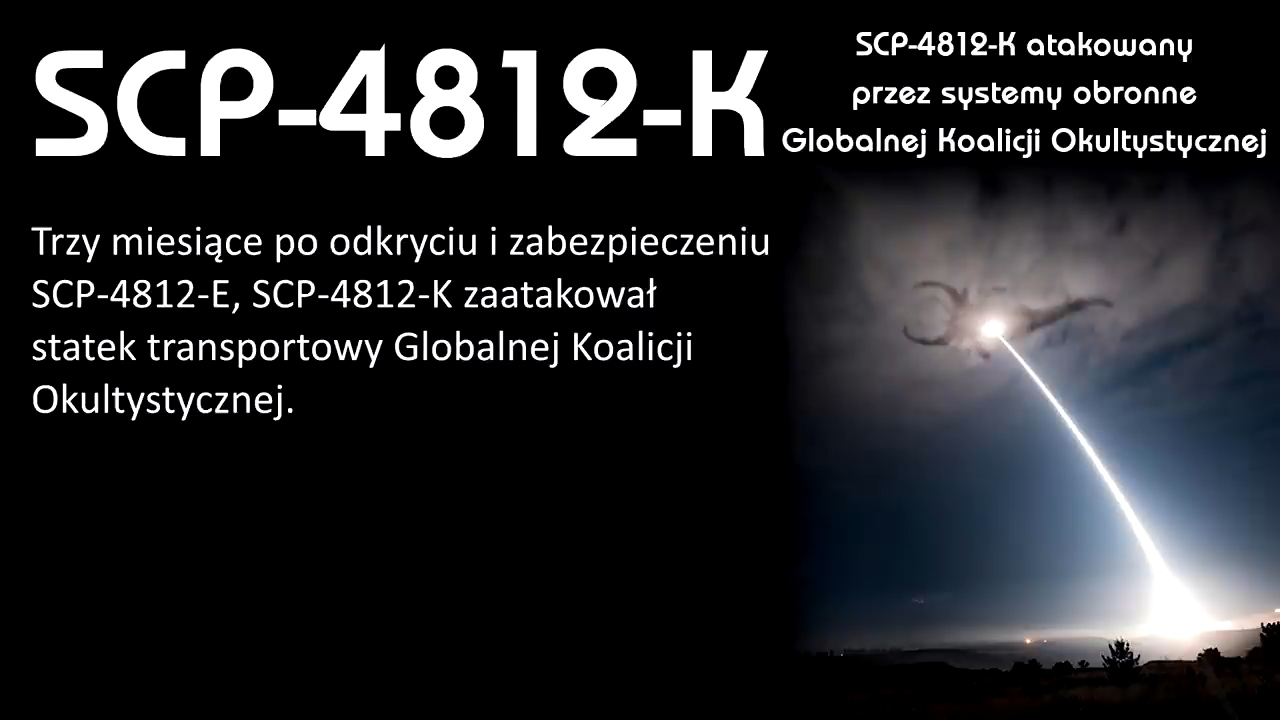 SCP-4812-K
SCP-4812-K atakowany
przez systemy obronne
Globalnej Koalicji Okultystycznej
Trzy miesiące po odkryciu i zabezpieczeniu
SCP-4812-E, SCP-4812-K zaatakował
statek transportowy Globalnej Koalicji
Okultystycznej.